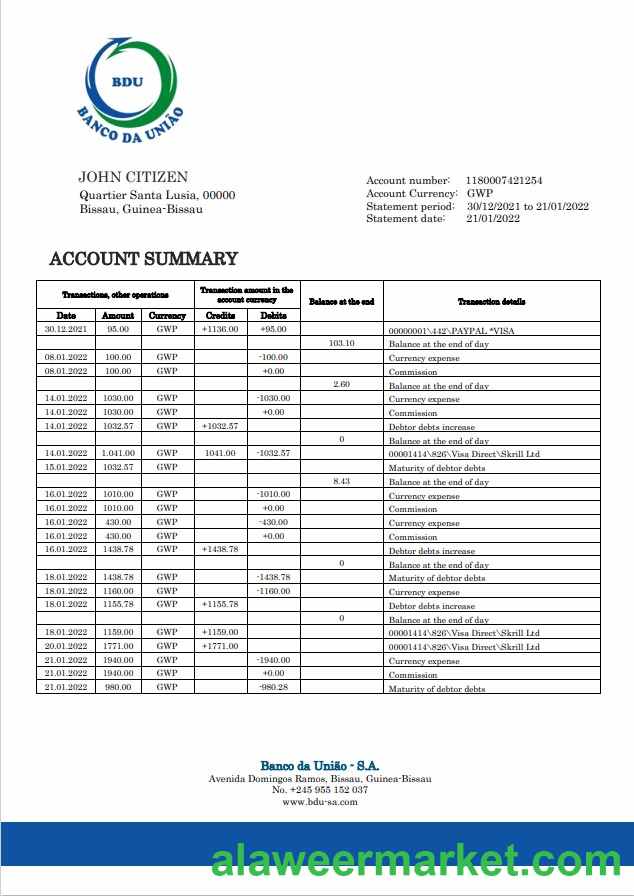 BDU
BANCO DA UNIÃO
JOHN CITIZEN
Quartier Santa Lusia, 00000
Bissau, Guinea-Bissau
Account number: 1180007421254
Account Currency: GWP
Statement period: 30/12/2021 to 21/01/2022
Statement date: 21/01/2022
ACCOUNT SUMMARY
Transactions, other operations Transaction amount in the account currency Balance at the end Transaction details
Date Amount Currency Credits Debits
30.12.2021 95.00 GWP +1136.00 +95.00 00000001\442\PAYPAL *VISA
103.10 Balance at the end of day
08.01.2022 100.00 GWP -100.00 Currency expense
08.01.2022 100.00 GWP +0.00 Commission
2.60 Balance at the end of day
14.01.2022 1030.00 GWP -1030.00 Currency expense
14.01.2022 1030.00 GWP +0.00 Commission
14.01.2022 1032.57 GWP +1032.57 Debtor debts increase
0 Balance at the end of day
14.01.2022 1.041.00 GWP 1041.00 -1032.57 00001414\826\Visa Direct\Skrill Ltd
15.01.2022 1032.57 GWP Maturity of debtor debts
8.43 Balance at the end of day
16.01.2022 1010.00 GWP -1010.00 Currency expense
16.01.2022 1010.00 GWP +0.00 Commission
16.01.2022 430.00 GWP -430.00 Currency expense
16.01.2022 430.00 GWP +0.00 Commission
16.01.2022 1438.78 GWP +1438.78 Debtor debts increase
0 Balance at the end of day
18.01.2022 1438.78 GWP -1438.78 Maturity of debtor debts
18.01.2022 1160.00 GWP -1160.00 Currency expense
18.01.2022 1155.78 GWP +1155.78 Debtor debts increase
0 Balance at the end of day
18.01.2022 1159.00 GWP +1159.00 00001414\826\Visa Direct\Skrill Ltd
20.01.2022 1771.00 GWP +1771.00 00001414\826\Visa Direct\Skrill Ltd
21.01.2022 1940.00 GWP -1940.00 Currency expense
21.01.2022 1940.00 GWP +0.00 Commission
21.01.2022 980.00 GWP -980.28 Maturity of debtor debts
Banco da União - S.A.
Avenida Domingos Ramos, Bissau, Guinea-Bissau
No. +245 955 152 037
www.bdu-sa.com
alaweermarket.com